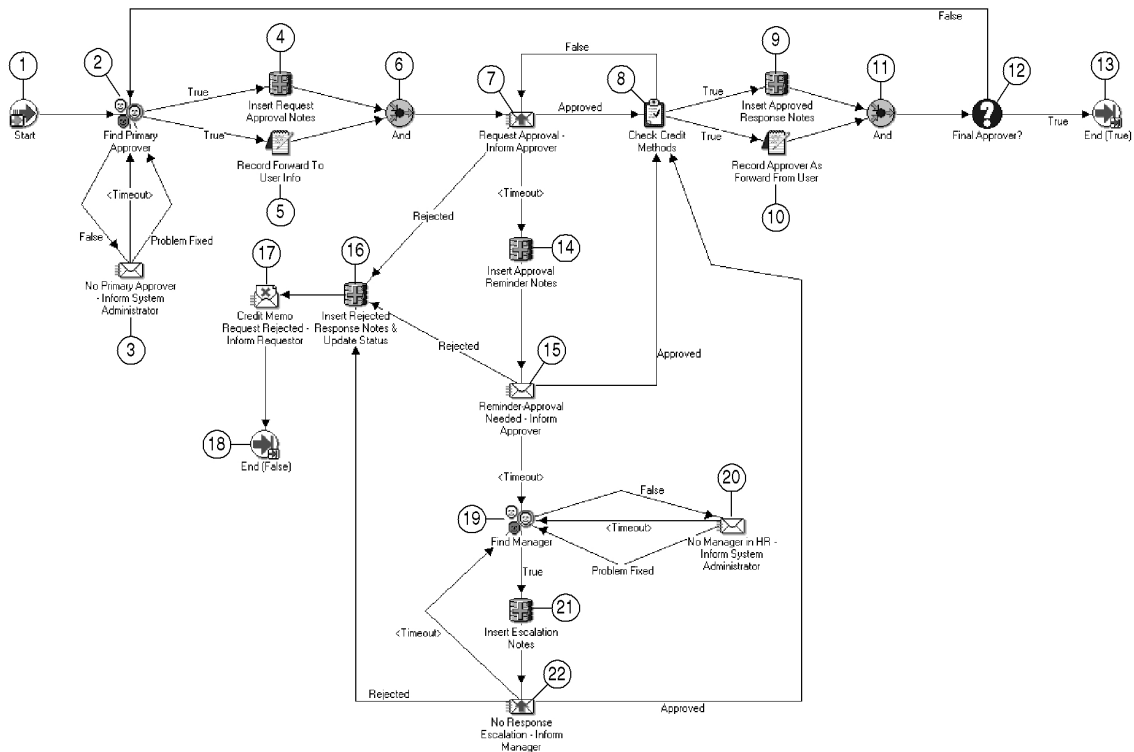 False
1
2
4
6
7
8
9
11
12
13
False
True
True
Approved
True
True
True
Start
Find Primary
Approver
Insert Request
Approval Notes
And
Request Approval -
Inform Approver
Check Credit
Methods
Insert Approved
Response Notes
And
Final Approver?
End (True)
Record Forward To
User Info
Record Approver As
Forward From User
5
10
<Timeout>
False
Problem Fixed
No Primary Approver
- Inform System
Administrator
3
<Timeout>
Rejected
14
Insert Approval
Reminder Notes
17
16
Credit Memo
Request Rejected -
Inform Requestor
Insert Rejected
Response Notes &
Update Status
Rejected
15
Approved
Reminder-Approval
Needed - Inform
Approver
18
End (False)
<Timeout>
19
Find Manager
False
20
<Timeout>
No Manager in HR -
Inform System
Administrator
Problem Fixed
True
21
Insert Escalation
Notes
<Timeout>
22
Rejected
Approved
No Response
Escalation - Inform
Manager